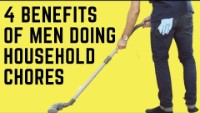 4 BENEFITS
OF MEN DOING
HOUSEHOLD
CHORES